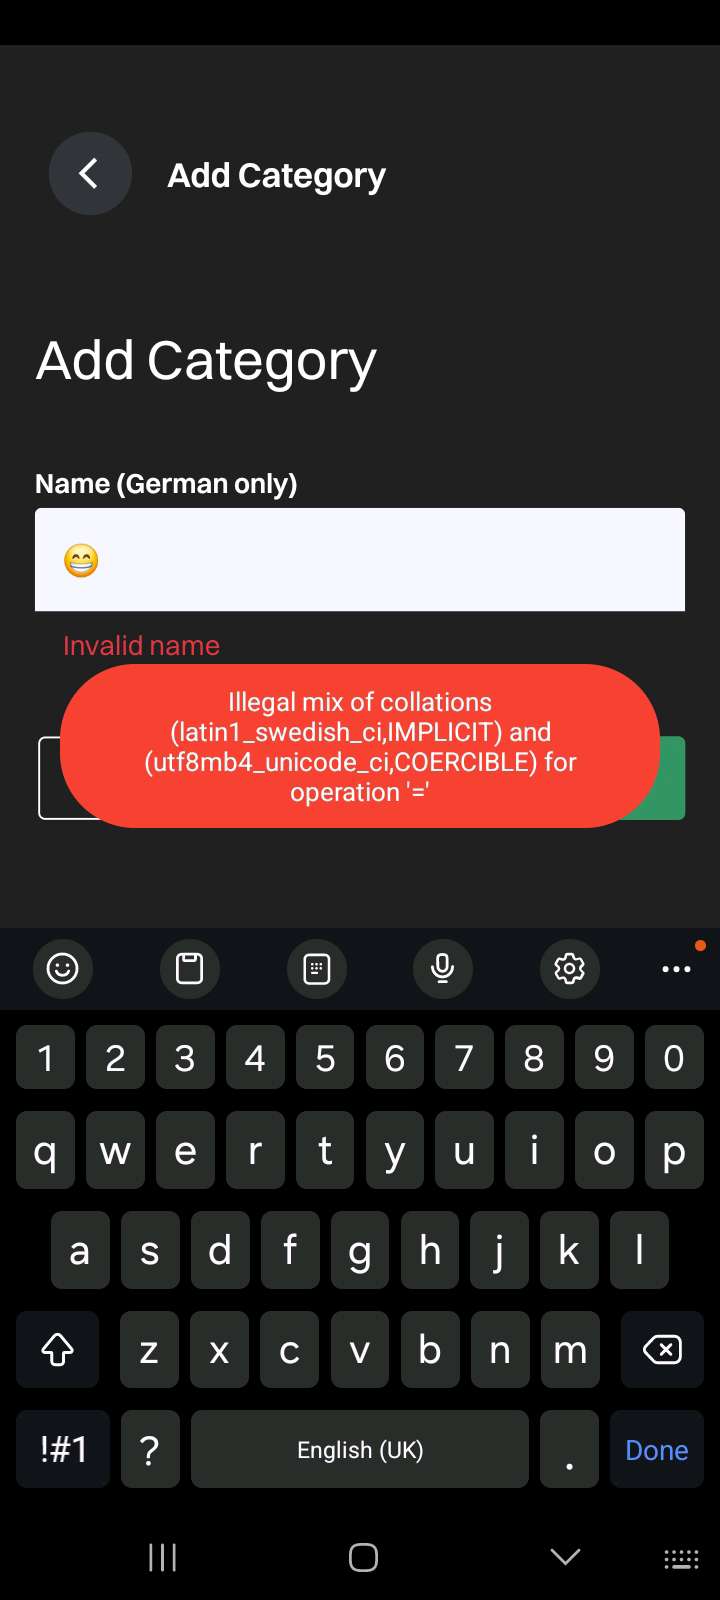 Add Category
Add Category
Name (German only)
😁
Invalid name
Illegal mix of collations
(latin1_swedish_ci,IMPLICIT) and
(utf8mb4_unicode_ci,COERCIBLE) for
operation '='
1 2 3 4 5 6 7 8 9 0
q w e r t y u i o p
a s d f g h j k l
z x c v b n m
!#1 ? English (UK) . Done